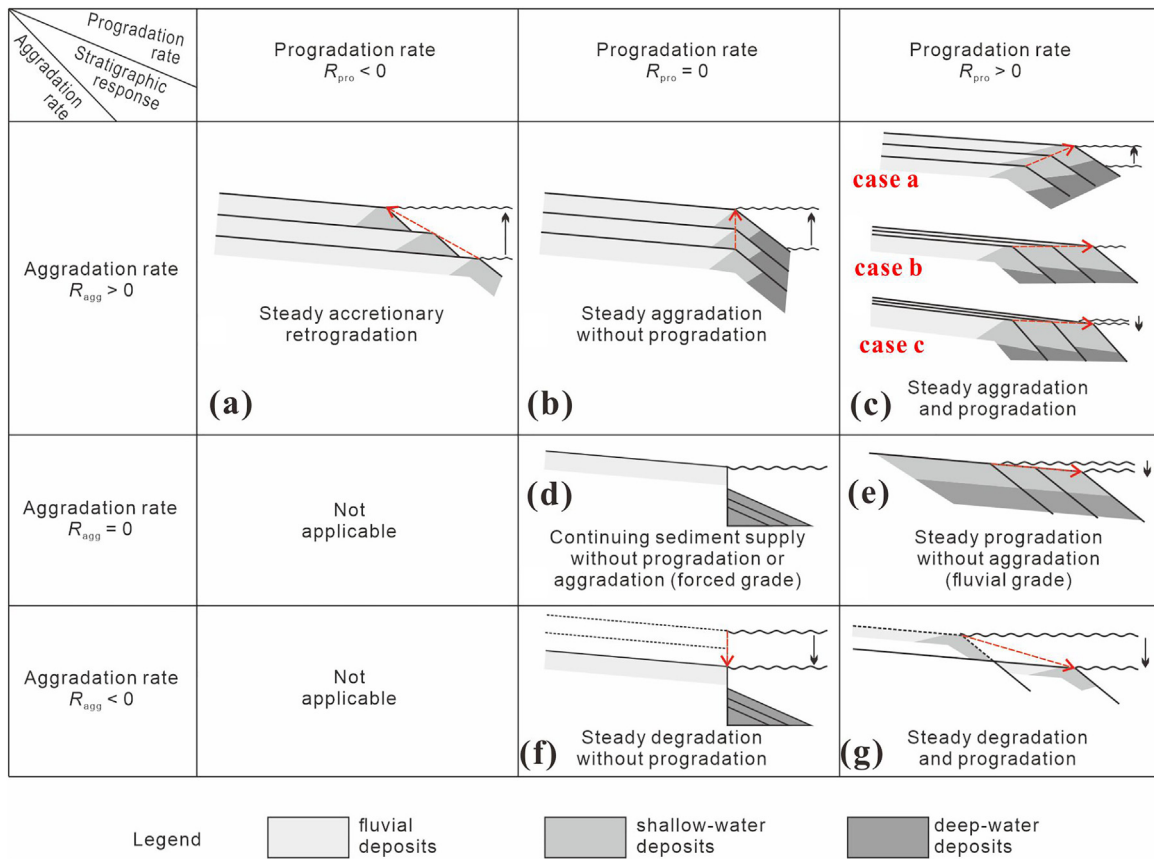 Progradation
rate
Stratigraphic
response
Aggradation
rate
Progradation rate
Rpro < 0
Progradation rate
Rpro = 0
Progradation rate
Rpro > 0
Aggradation rate
Ragg > 0
Steady accretionary
retrogradation
(a)
Steady aggradation
without progradation
(b)
case a
case b
case c
(c)
Steady aggradation
and progradation
Aggradation rate
Ragg = 0
Not
applicable
(d)
Continuing sediment supply
without progradation or
aggradation (forced grade)
(e)
Steady progradation
without aggradation
(fluvial grade)
Aggradation rate
Ragg < 0
Not
applicable
(f)
Steady degradation
without progradation
(g)
Steady degradation
and progradation
Legend
fluvial
deposits
shallow-water
deposits
deep-water
deposits